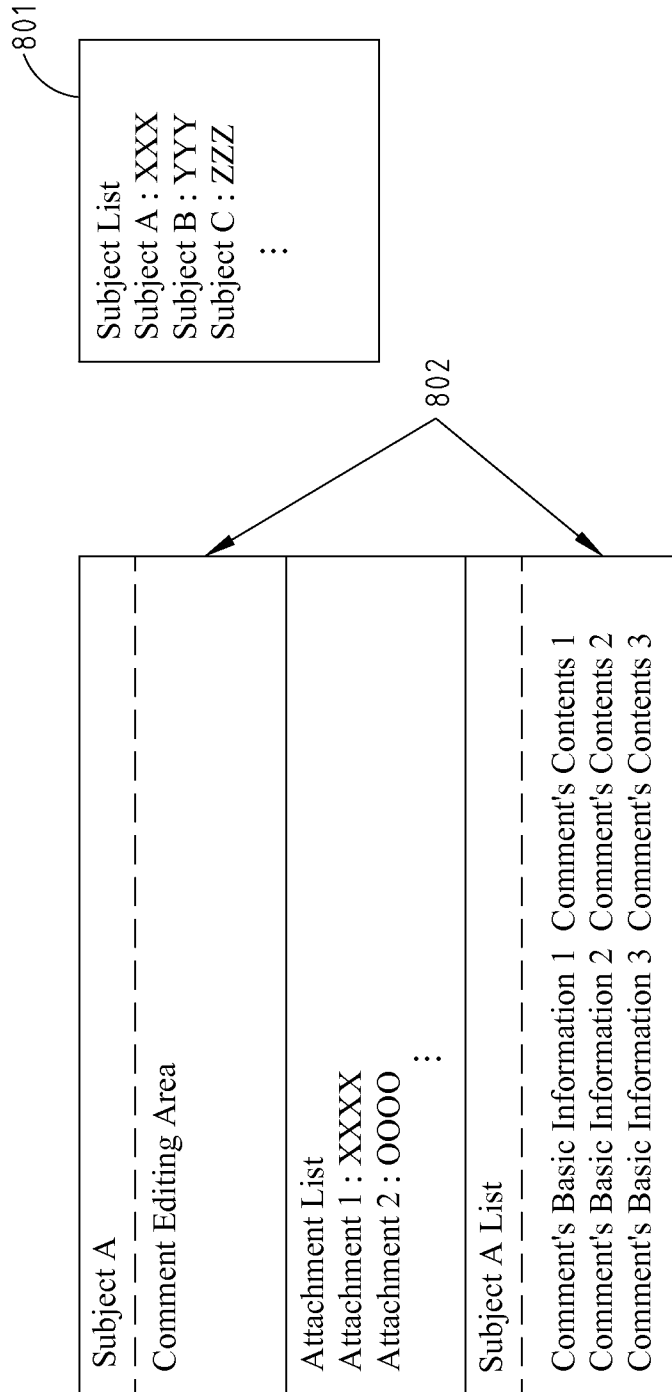 Subject A
Comment Editing Area
Attachment List
Attachment 1 : XXXX
Attachment 2 : OOOO
⋮
Subject A List
Comment's Basic Information 1 Comment's Contents 1
Comment's Basic Information 2 Comment's Contents 2
Comment's Basic Information 3 Comment's Contents 3
802
Subject List
Subject A : XXX
Subject B : YYY
Subject C : ZZZ
⋮
801